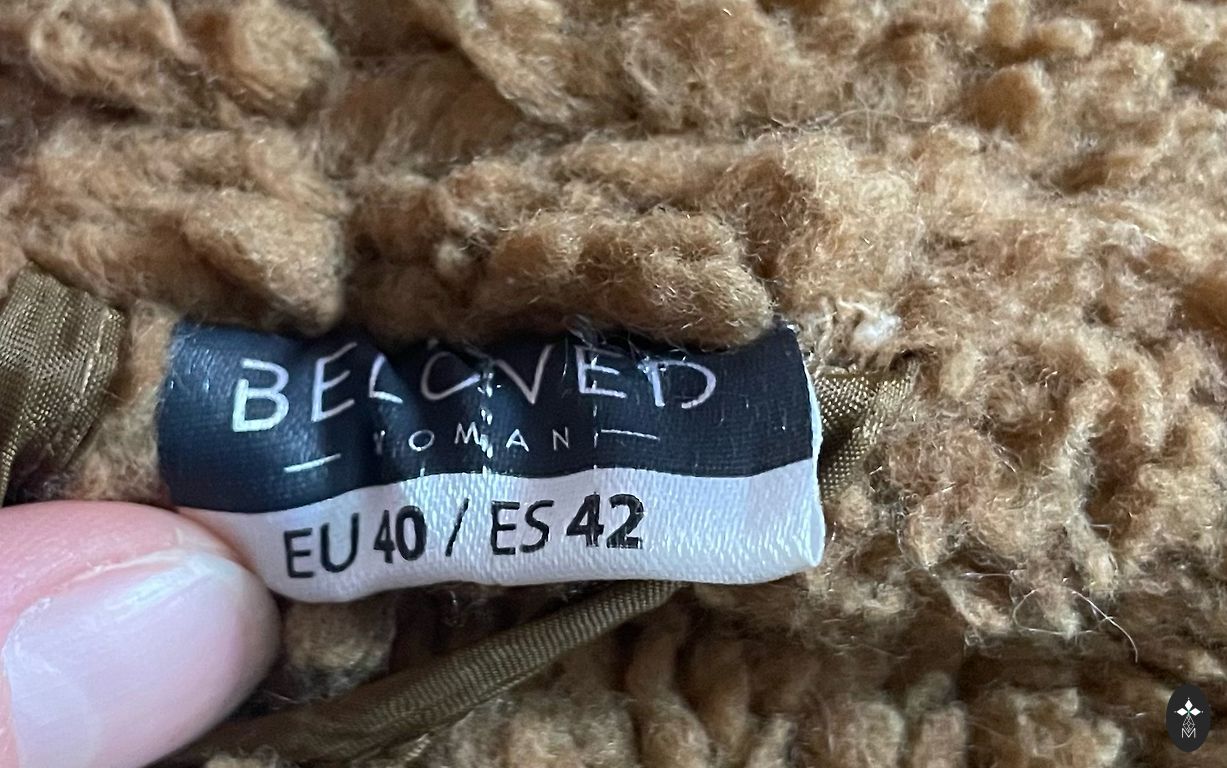 BELOVED
WOMAN
EU 40 / ES 42
M